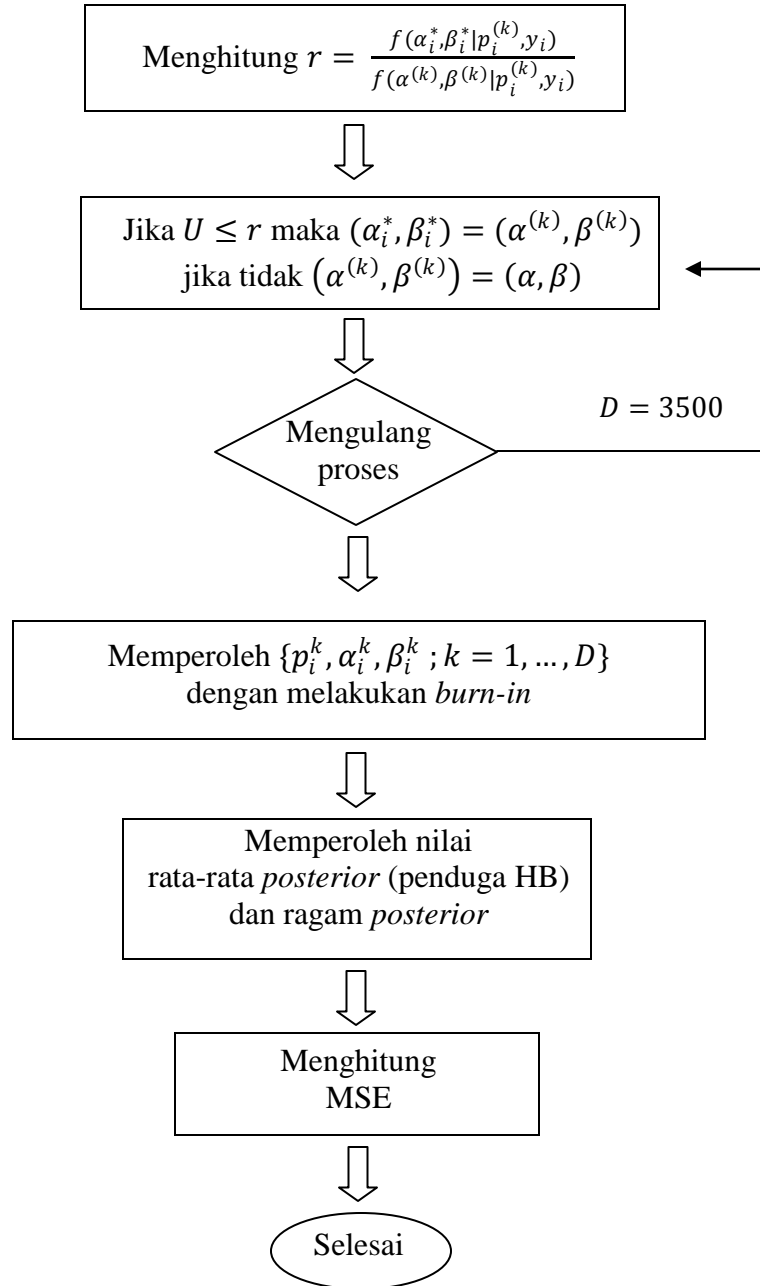 Menghitung r = f(α_i^*,β_i^*|p_i^(k),y_i) / f(α^(k),β^(k)|p_i^(k),y_i)
Jika U ≤ r maka (α_i^*, β_i^*) = (α^(k), β^(k))
jika tidak (α^(k), β^(k)) = (α, β)
D = 3500
Mengulang
proses
Memperoleh {p_i^k, α_i^k, β_i^k ; k = 1, … , D}
dengan melakukan burn-in
Memperoleh nilai
rata-rata posterior (penduga HB)
dan ragam posterior
Menghitung
MSE
Selesai